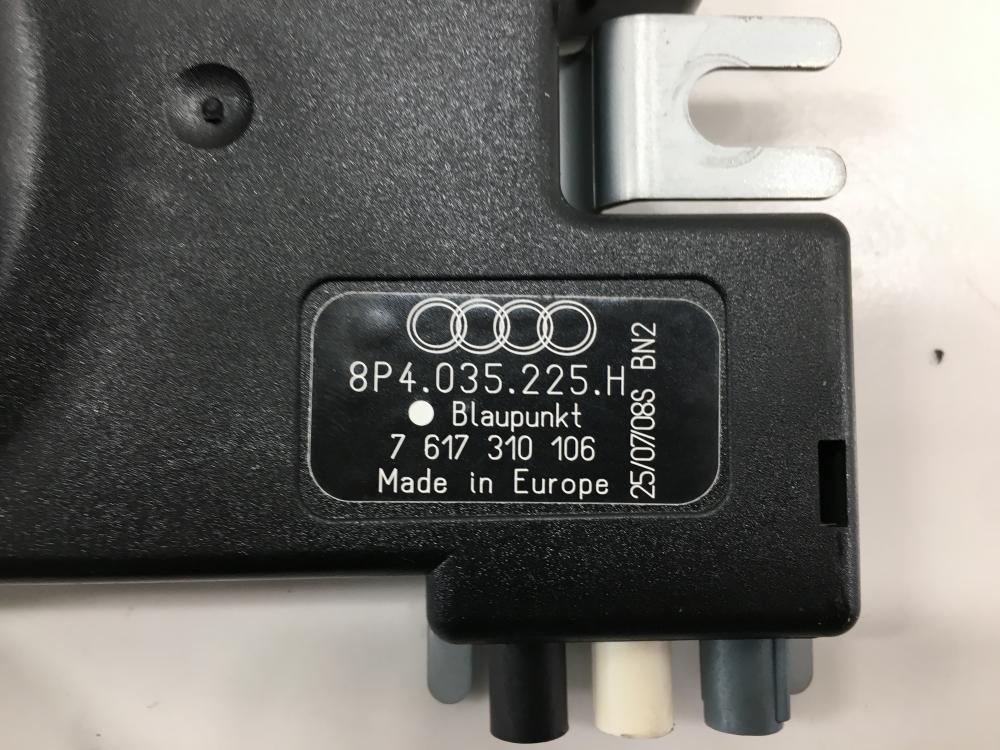 8P4.035.225.H
Blaupunkt
7 617 310 106
Made in Europe
25/07/08S BN2